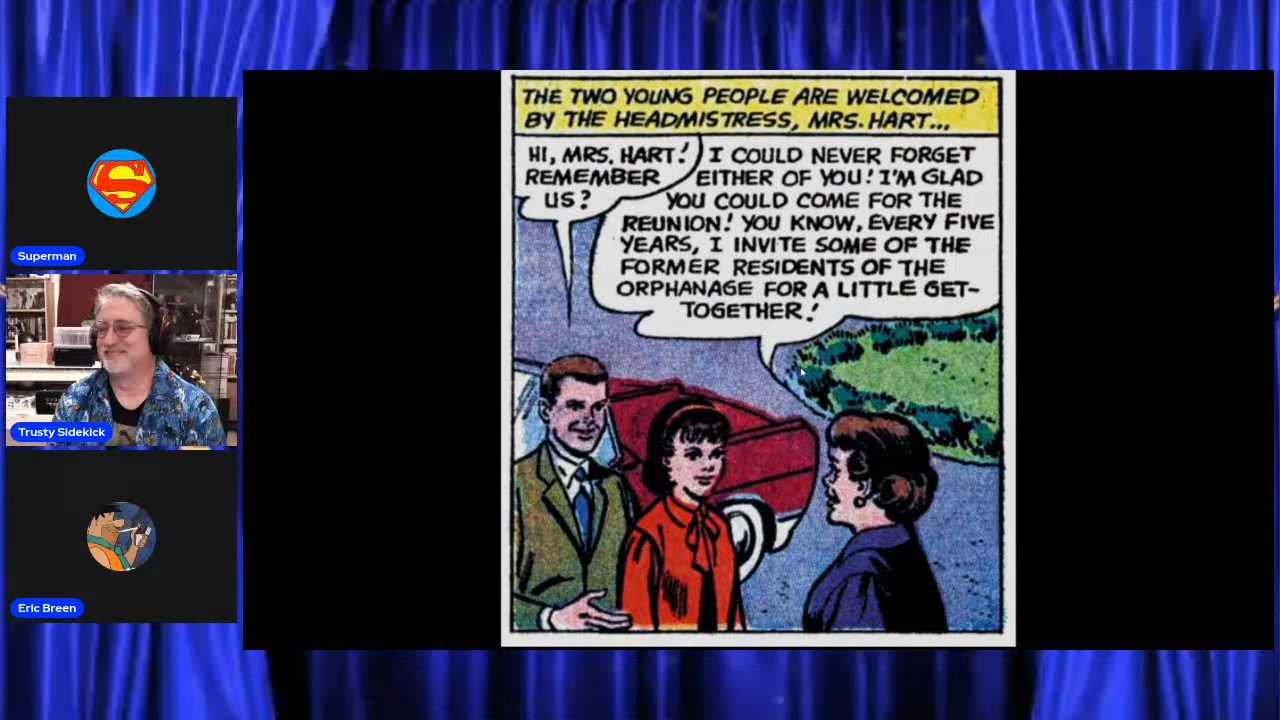 THE TWO YOUNG PEOPLE ARE WELCOMED
BY THE HEADMISTRESS, MRS. HART...
HI, MRS. HART!
REMEMBER
US?
I COULD NEVER FORGET
EITHER OF YOU! I'M GLAD
YOU COULD COME FOR THE
REUNION! YOU KNOW, EVERY FIVE
YEARS, I INVITE SOME OF THE
FORMER RESIDENTS OF THE
ORPHANAGE FOR A LITTLE GET-
TOGETHER!
Superman
Trusty Sidekick
Eric Breen